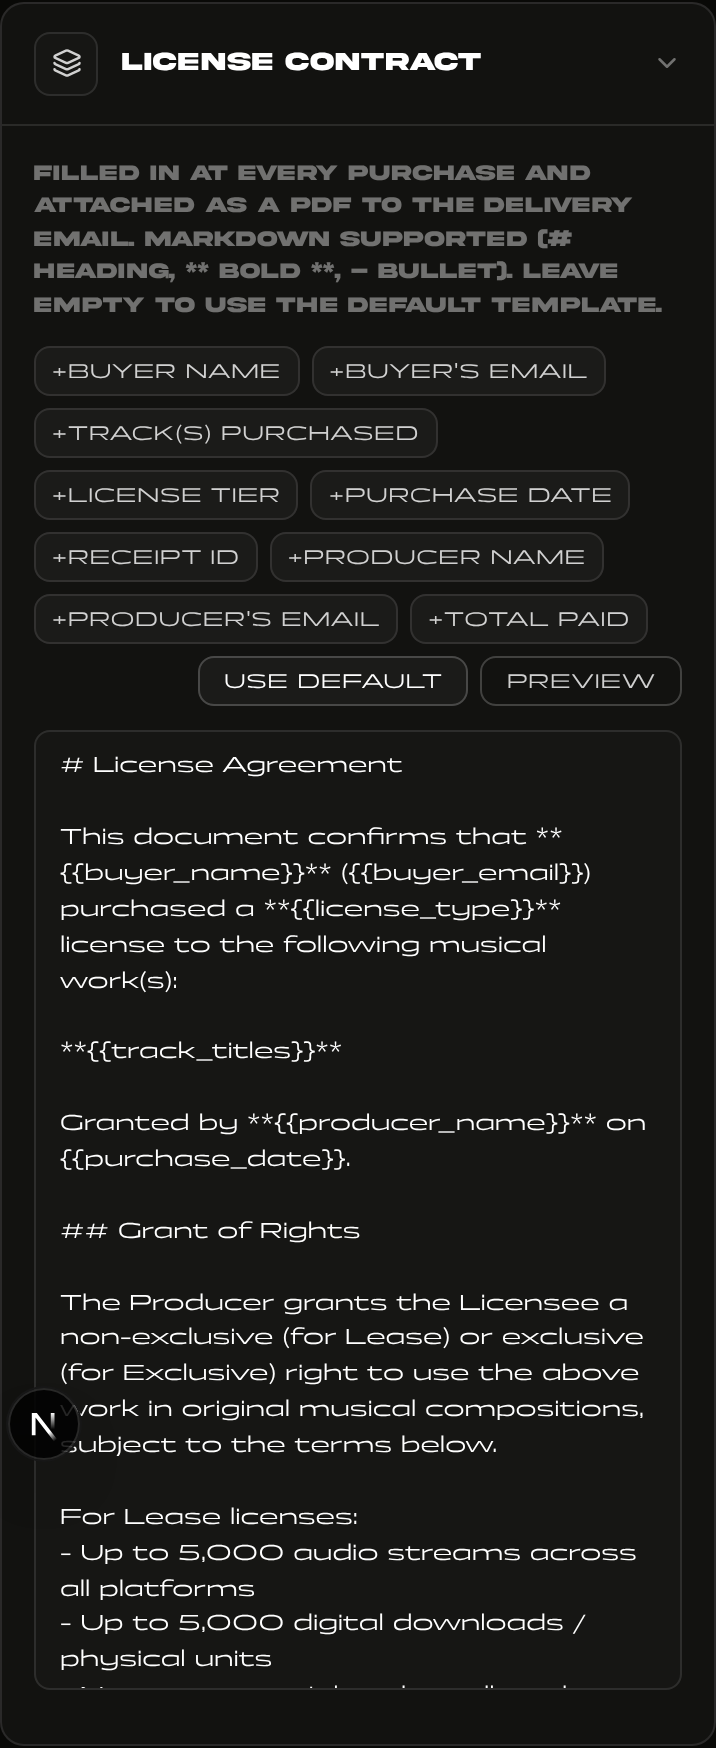 LICENSE CONTRACT
FILLED IN AT EVERY PURCHASE AND
ATTACHED AS A PDF TO THE DELIVERY
EMAIL. MARKDOWN SUPPORTED (#
HEADING, ** BOLD **, – BULLET). LEAVE
EMPTY TO USE THE DEFAULT TEMPLATE.
+BUYER NAME +BUYER'S EMAIL
+TRACK(S) PURCHASED
+LICENSE TIER +PURCHASE DATE
+RECEIPT ID +PRODUCER NAME
+PRODUCER'S EMAIL +TOTAL PAID
USE DEFAULT PREVIEW
# License Agreement
This document confirms that **
{{buyer_name}}** ({{buyer_email}})
purchased a **{{license_type}}**
license to the following musical
work(s):
**{{track_titles}}**
Granted by **{{producer_name}}** on
{{purchase_date}}.
## Grant of Rights
The Producer grants the Licensee a
non-exclusive (for Lease) or exclusive
(for Exclusive) right to use the above
work in original musical compositions,
subject to the terms below.
N
For Lease licenses:
- Up to 5,000 audio streams across
all platforms
- Up to 5,000 digital downloads /
physical units